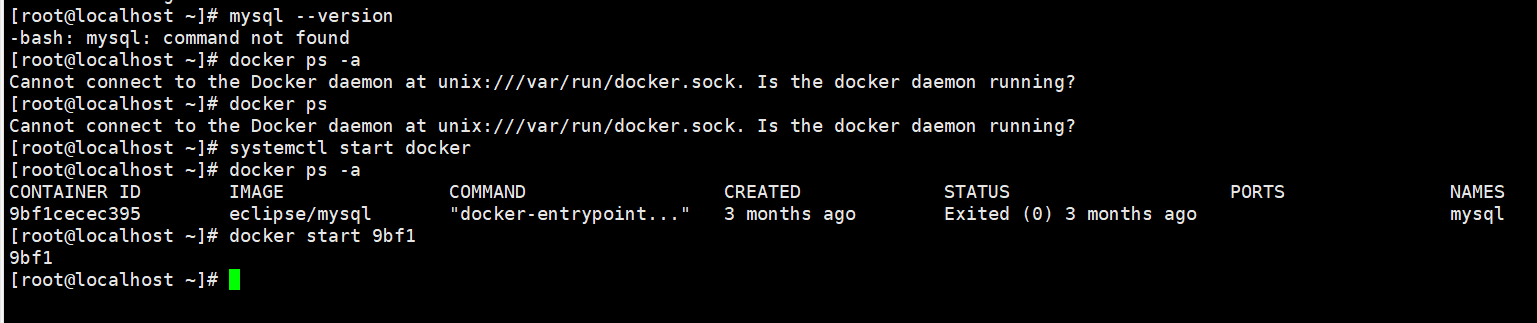 [root@localhost ~]# mysql --version
-bash: mysql: command not found
[root@localhost ~]# docker ps -a
Cannot connect to the Docker daemon at unix:///var/run/docker.sock. Is the docker daemon running?
[root@localhost ~]# docker ps
Cannot connect to the Docker daemon at unix:///var/run/docker.sock. Is the docker daemon running?
[root@localhost ~]# systemctl start docker
[root@localhost ~]# docker ps -a
CONTAINER ID        IMAGE               COMMAND                  CREATED             STATUS                    PORTS               NAMES
9bf1cecec395        eclipse/mysql       "docker-entrypoint..."   3 months ago        Exited (0) 3 months ago                       mysql
[root@localhost ~]# docker start 9bf1
9bf1
[root@localhost ~]#